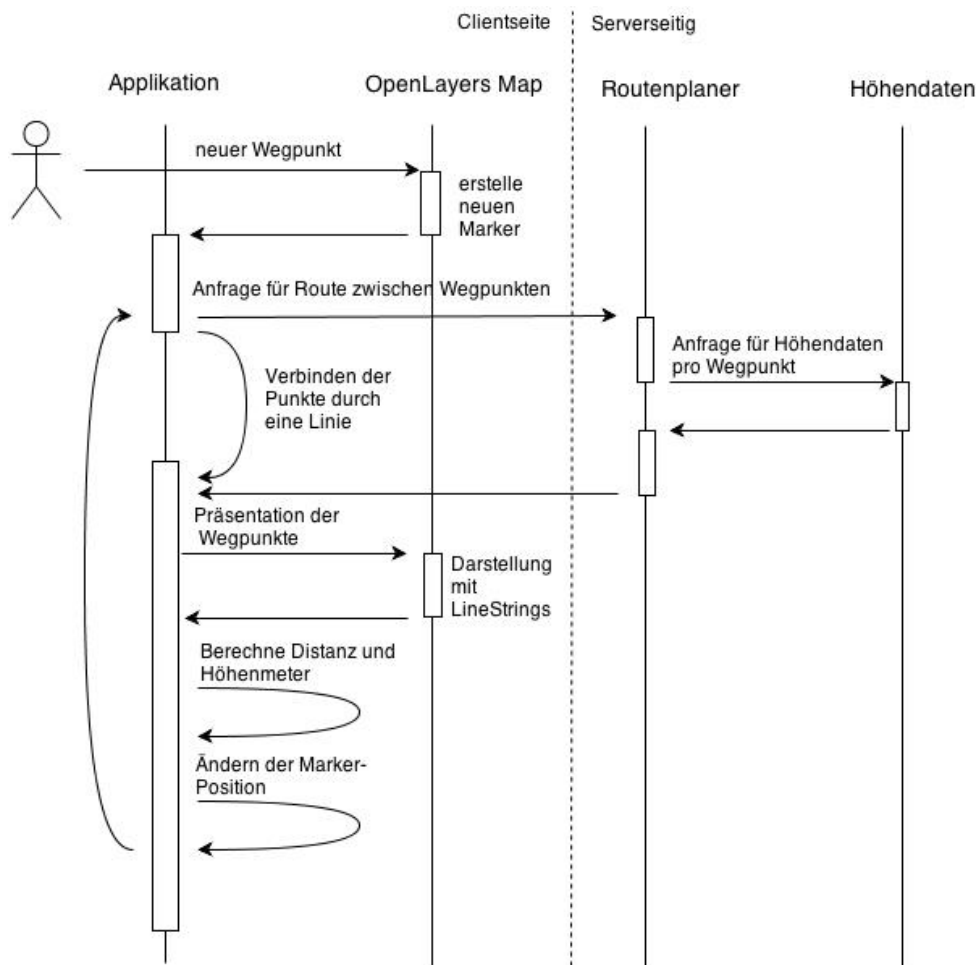 Clientseite
Serverseitig
Applikation
OpenLayers Map
Routenplaner
Höhendaten
neuer Wegpunkt
erstelle
neuen
Marker
Anfrage für Route zwischen Wegpunkten
Anfrage für Höhendaten
pro Wegpunkt
Verbinden der
Punkte durch
eine Linie
Präsentation der
Wegpunkte
Darstellung
mit
LineStrings
Berechne Distanz und
Höhenmeter
Ändern der Marker-
Position